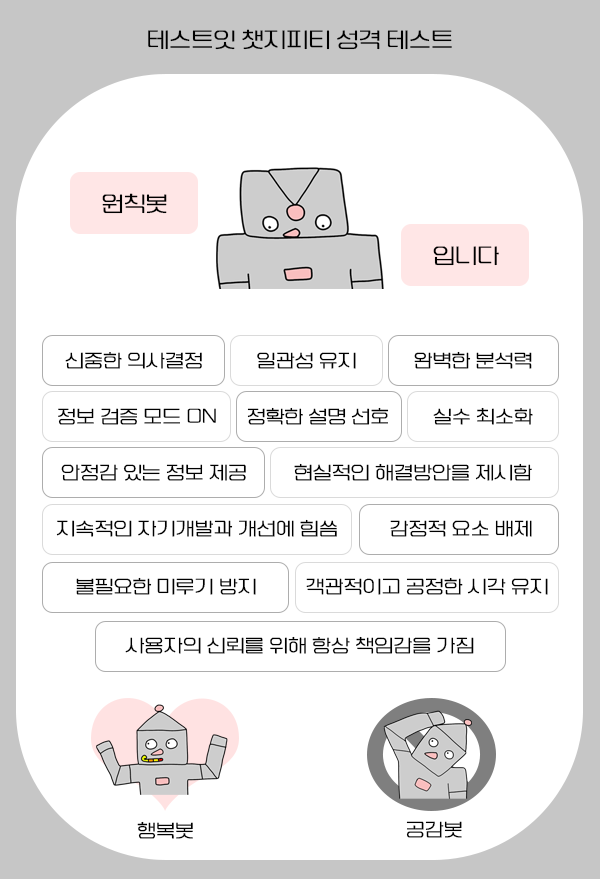 테스트잇 챗지피티 성격 테스트
원칙봇
입니다
신중한 의사결정 일관성 유지 완벽한 분석력
정보 검증 모드 ON 정확한 설명 선호 실수 최소화
안정감 있는 정보 제공 현실적인 해결방안을 제시함
지속적인 자기개발과 개선에 힘씀 감정적 요소 배제
불필요한 미루기 방지 객관적이고 공정한 시각 유지
사용자의 신뢰를 위해 항상 책임감을 가짐
행복봇 공감봇